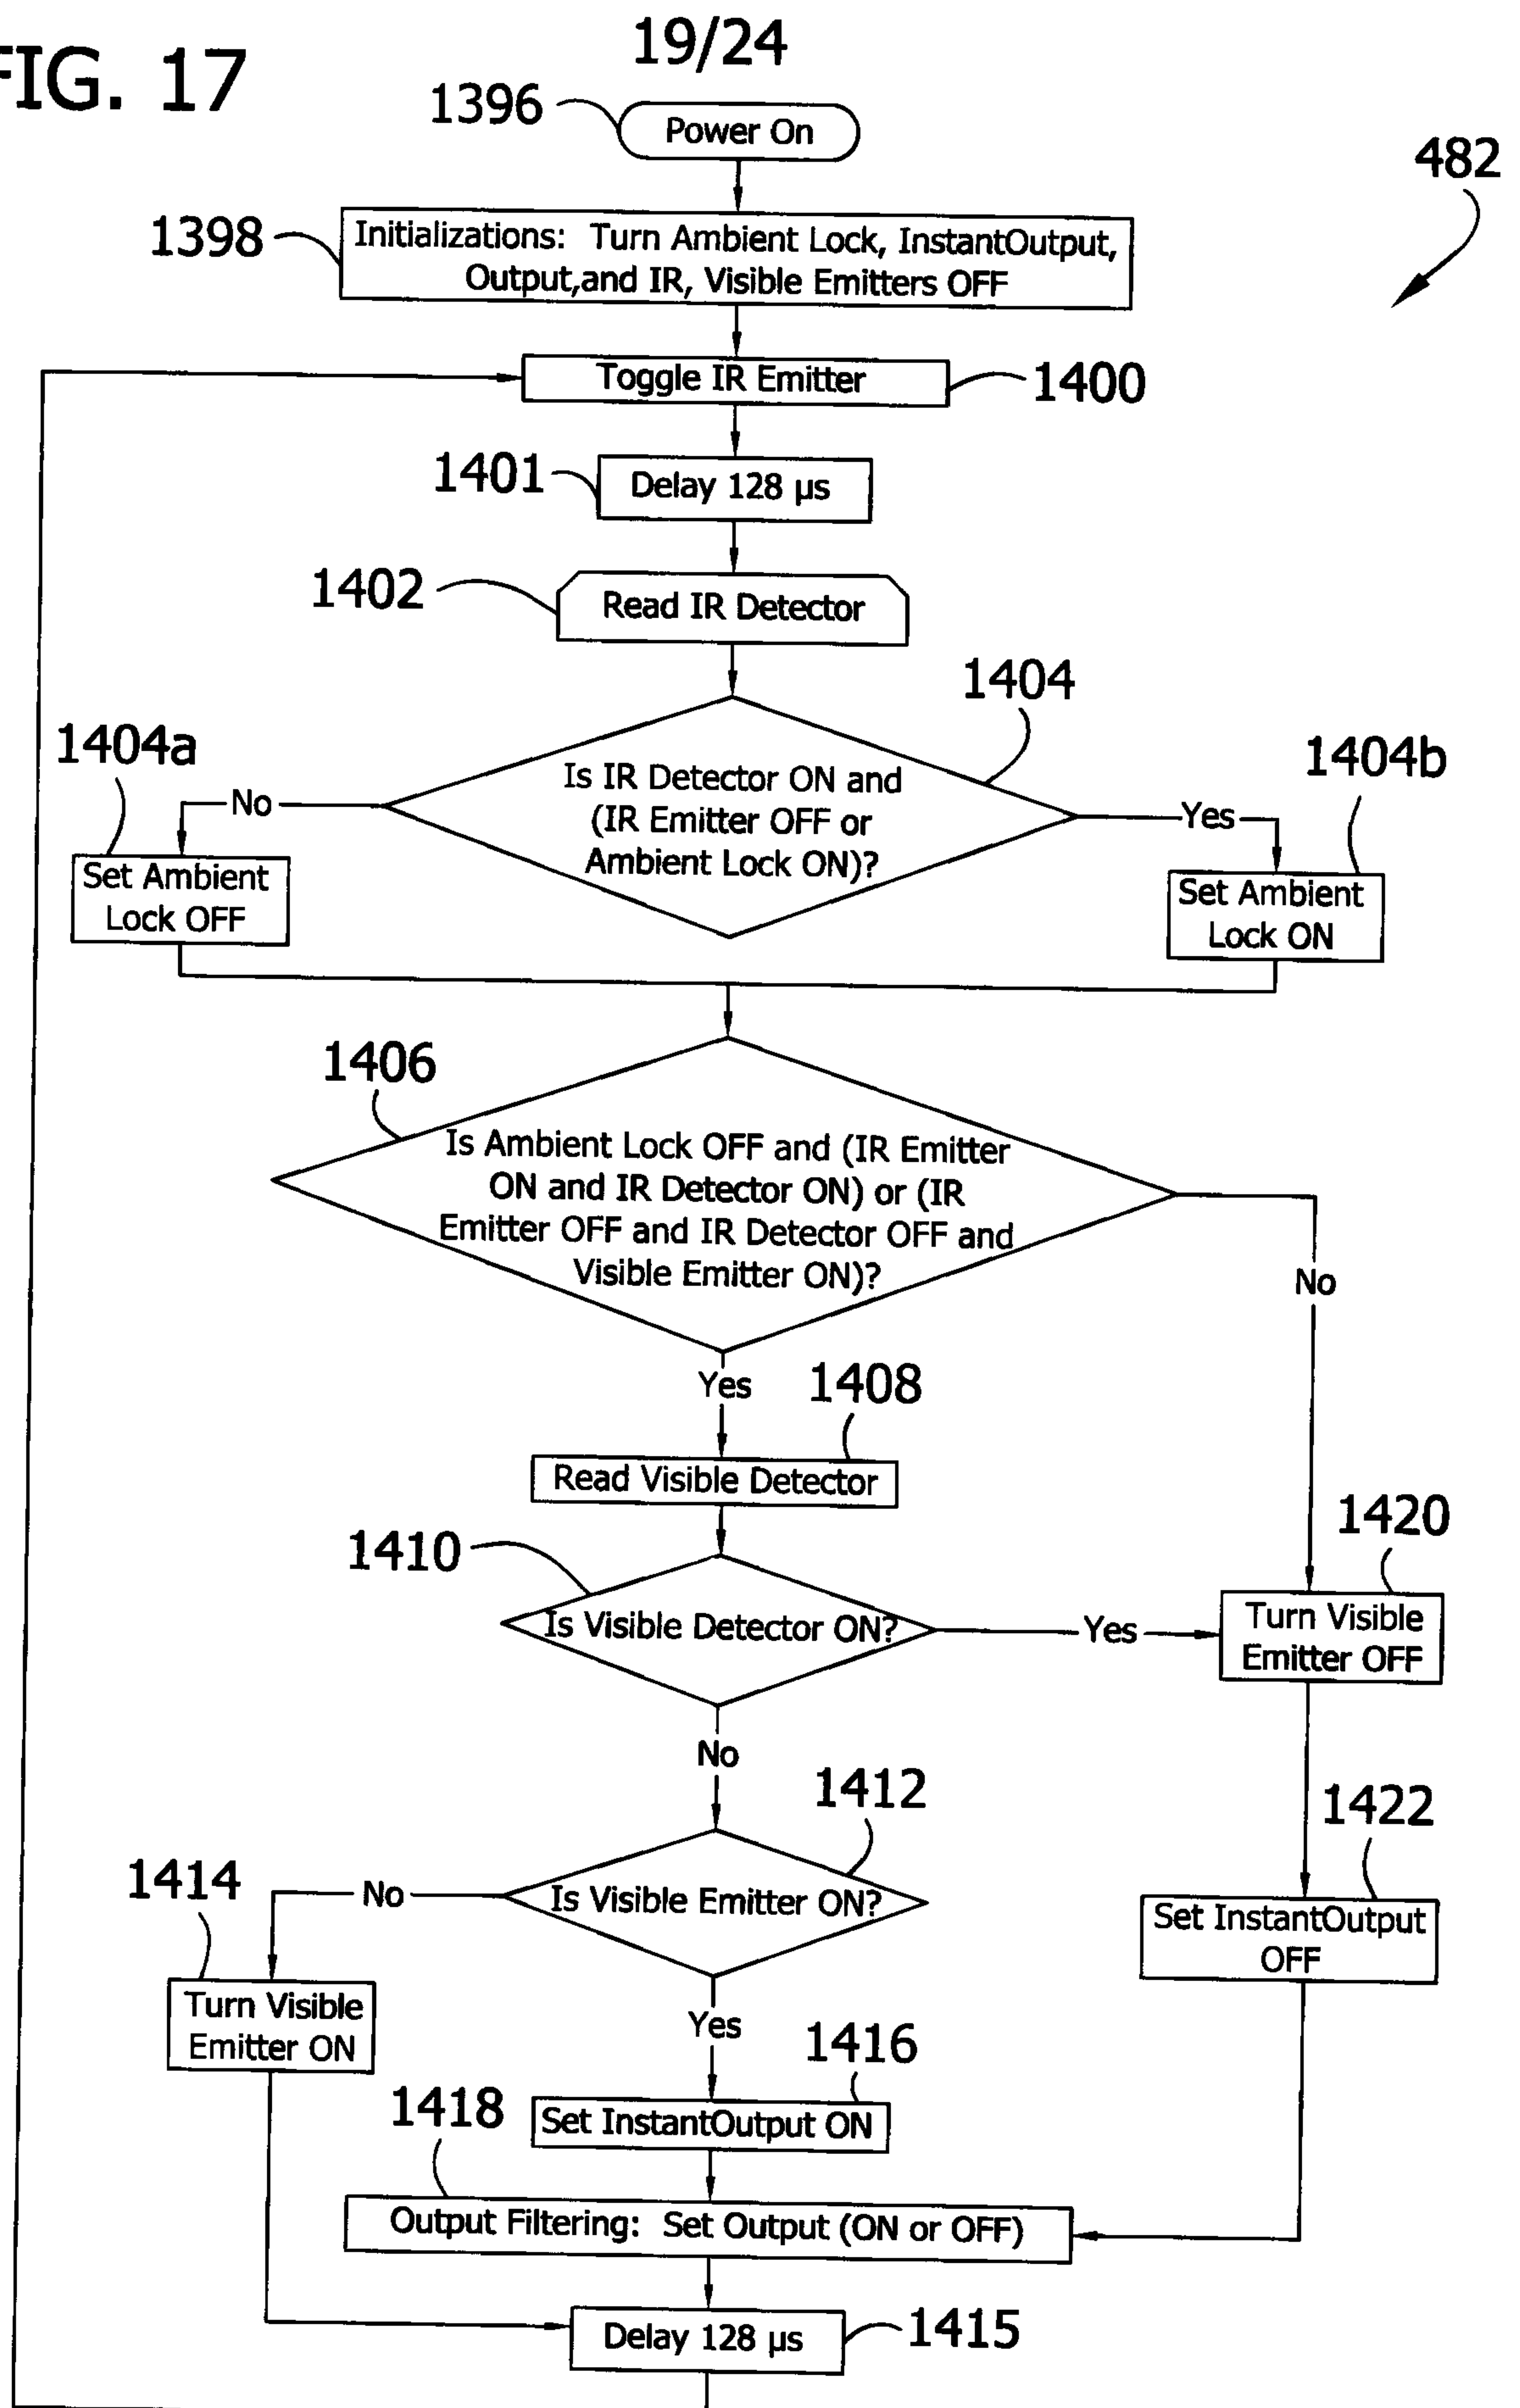 19/24
FIG. 17
1396
Power On
482
1398
Initializations: Turn Ambient Lock, InstantOutput,
Output,and IR, Visible Emitters OFF
Toggle IR Emitter
1400
1401
Delay 128 µs
1402
Read IR Detector
1404
1404a
1404b
Is IR Detector ON and
(IR Emitter OFF or
Ambient Lock ON)?
No
Yes
Set Ambient
Lock OFF
Set Ambient
Lock ON
1406
Is Ambient Lock OFF and (IR Emitter
ON and IR Detector ON) or (IR
Emitter OFF and IR Detector OFF and
Visible Emitter ON)?
No
Yes
1408
Read Visible Detector
1420
1410
Is Visible Detector ON?
Yes
Turn Visible
Emitter OFF
No
1412
1422
1414
No
Is Visible Emitter ON?
Set InstantOutput
OFF
Turn Visible
Emitter ON
Yes
1416
1418
Set InstantOutput ON
Output Filtering: Set Output (ON or OFF)
Delay 128 µs
1415